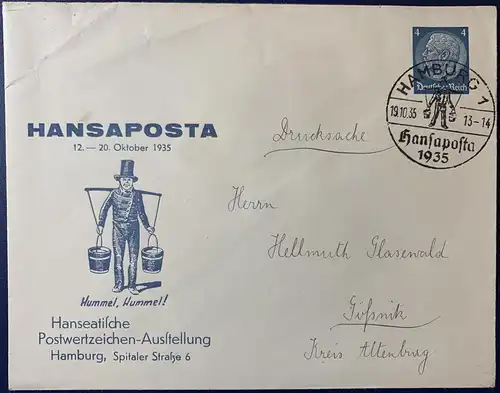 4 4
Deutsches Reich
HAMBURG 1
19.10.35 13-14
Hanſapoſta
1935
HANSAPOSTA
12. — 20. Oktober 1935
Drucksache
Herrn
Hellmuth Glasewald
Gößnitz
Kreis Altenburg
Hummel, Hummel!
Hanseatiſche
Postwertzeichen-Ausſtellung
Hamburg, Spitaler Straße 6